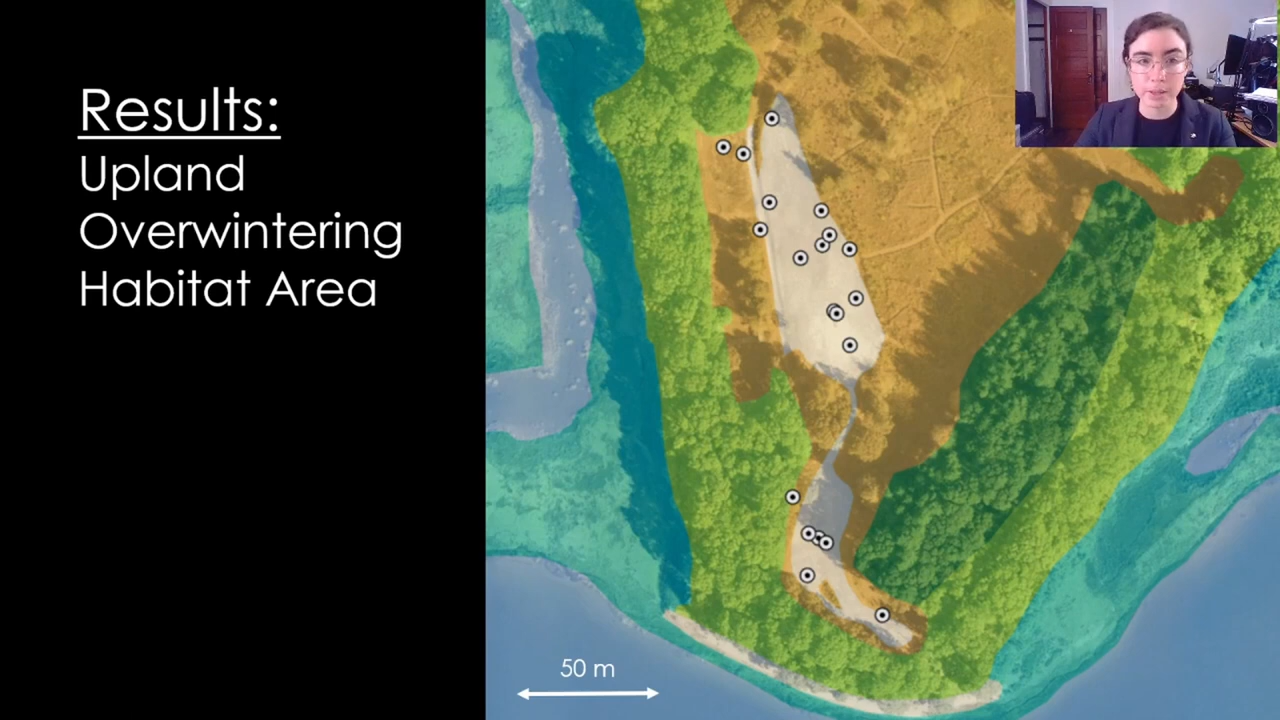 Results:
Upland
Overwintering
Habitat Area
50 m